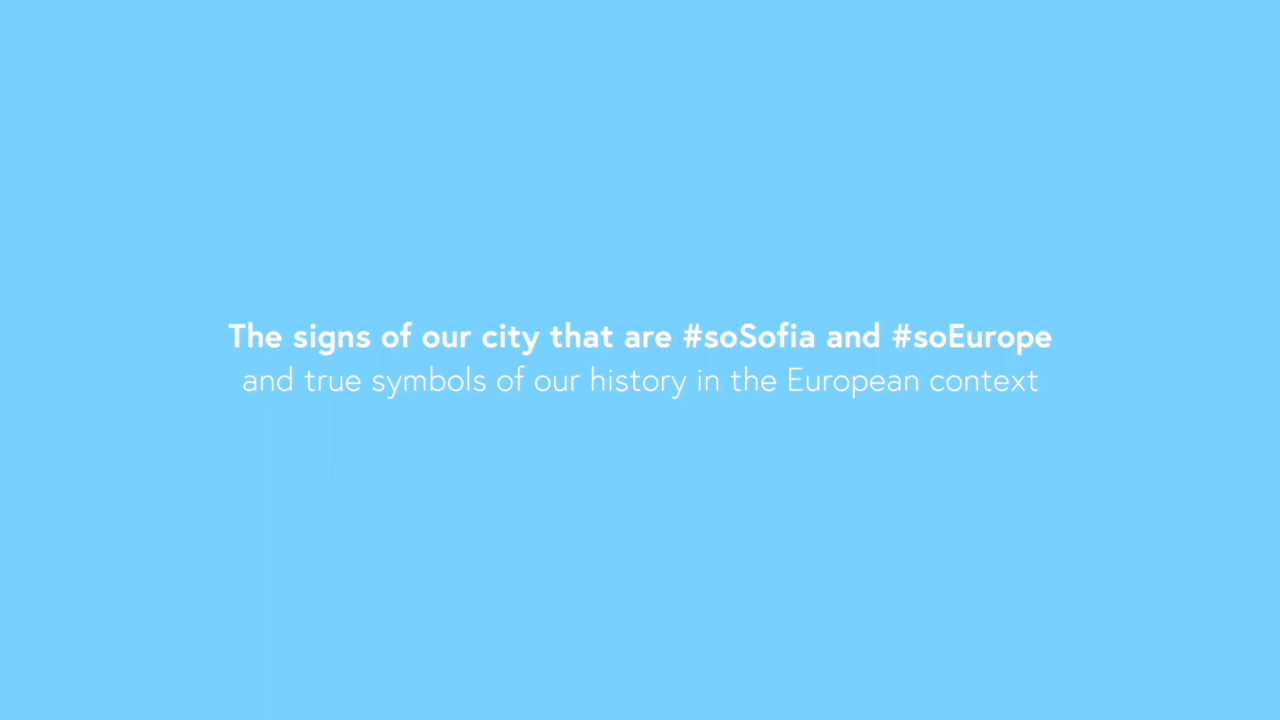 The signs of our city that are #soSofia and #soEurope
and true symbols of our history in the European context